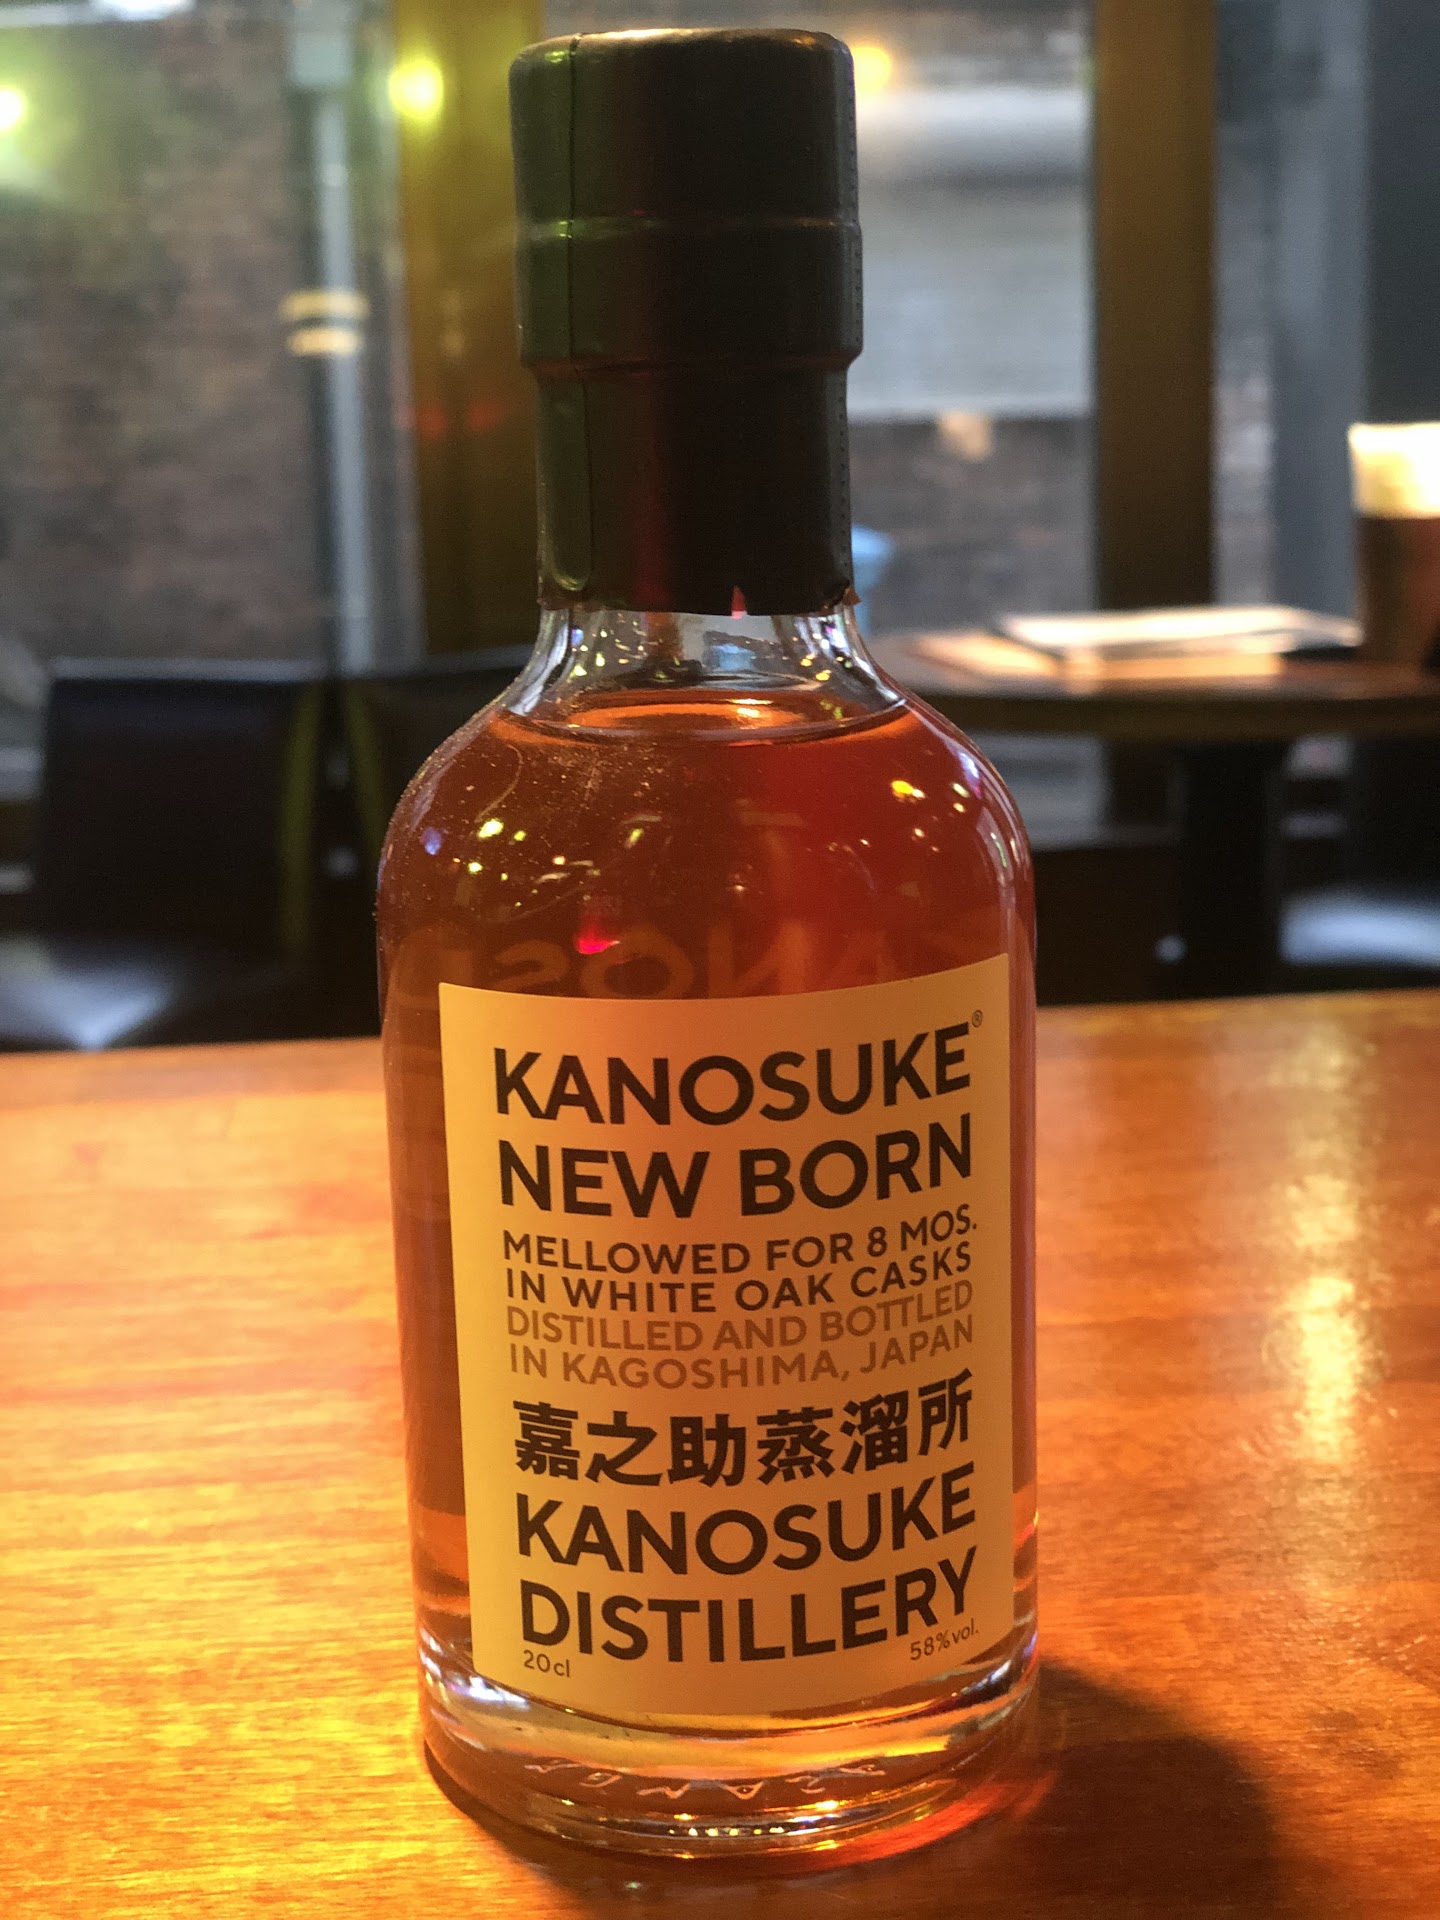 KANOSUKE®
NEW BORN
MELLOWED FOR 8 MOS.
IN WHITE OAK CASKS
DISTILLED AND BOTTLED
IN KAGOSHIMA, JAPAN
嘉之助蒸溜所
KANOSUKE
DISTILLERY
20cl 58%vol.